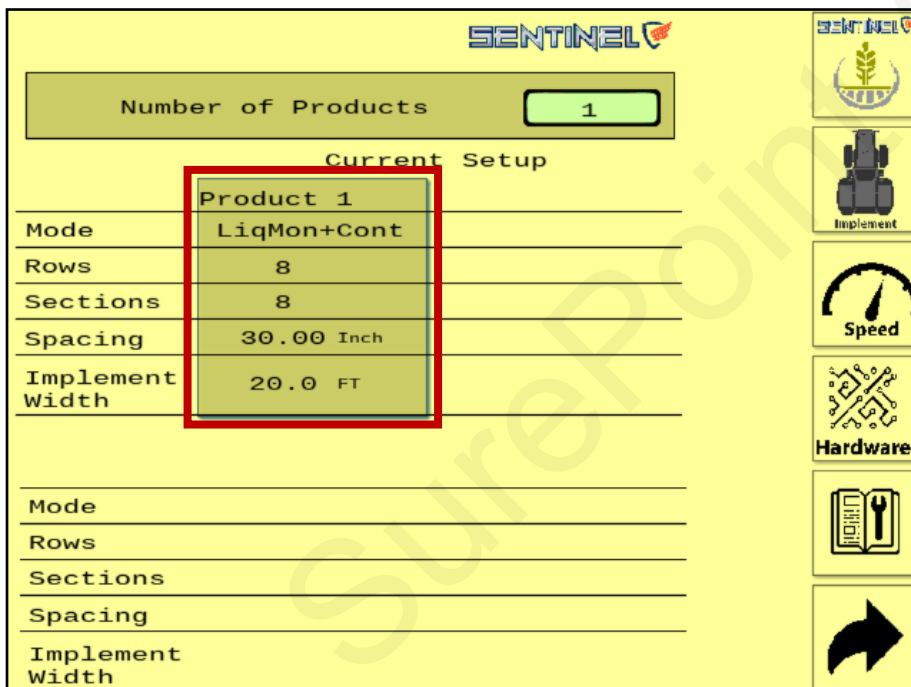 SENTINEL
SENTINEL
Number of Products 1
Current Setup
Implement
Product 1
Mode LiqMon+Cont
Rows 8
Sections 8
Spacing 30.00 Inch
Speed
Implement 20.0 FT
Width
Hardware
Mode
Rows
Sections
Spacing
Implement
Width
SurePoint